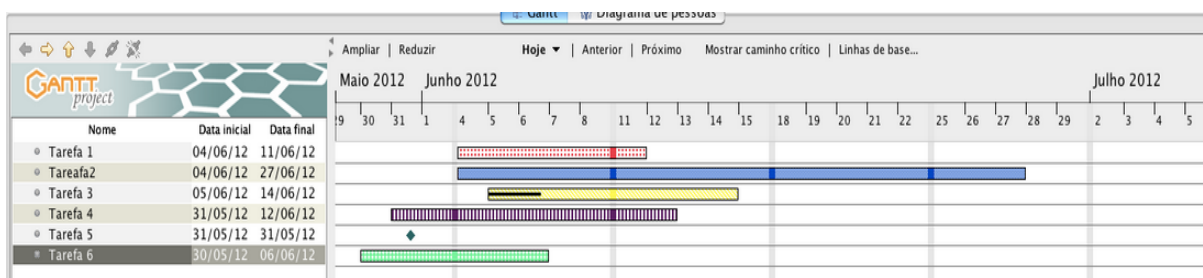 Gantt Diagrama de pessoas
Ampliar | Reduzir Hoje ▼ | Anterior | Próximo Mostrar caminho crítico | Linhas de base...
GANTT project
Maio 2012 Junho 2012 Julho 2012
Nome Data inicial Data final
30 31 1 4 5 6 7 8 11 12 13 14 15 18 19 20 21 22 25 26 27 28 29 2 3 4 5
Tarefa 1 04/06/12 11/06/12
Tareafa2 04/06/12 27/06/12
Tarefa 3 05/06/12 14/06/12
Tarefa 4 31/05/12 12/06/12
Tarefa 5 31/05/12 31/05/12
Tarefa 6 30/05/12 06/06/12